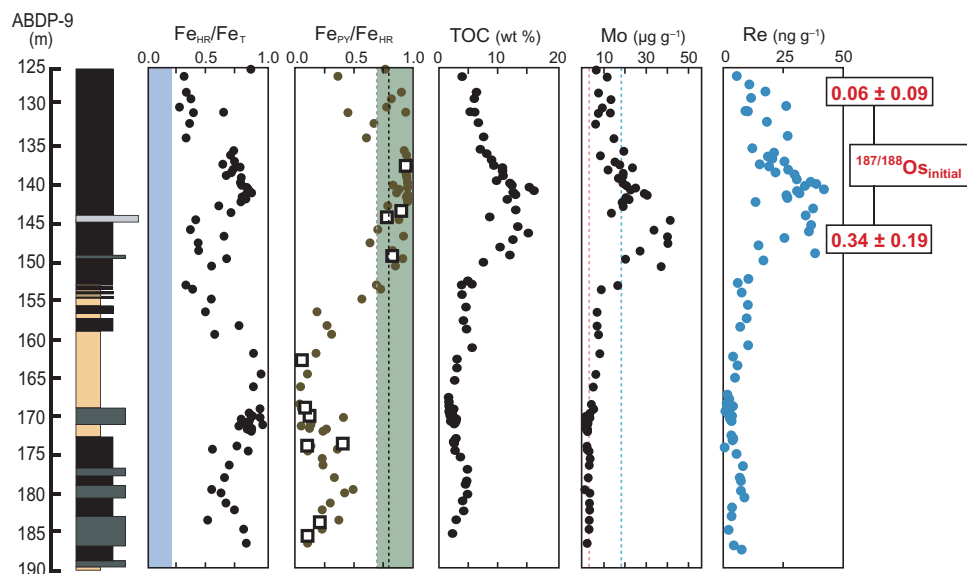 ABDP-9
(m)
Fe_HR/Fe_T
Fe_PY/Fe_HR
TOC (wt %)
Mo (µg g⁻¹)
Re (ng g⁻¹)
0.0 0.5 1.0
0.0 0.5 1.0
0 10 20
10 30 50
0 25 50
125
130
135
140
145
150
155
160
165
170
175
180
185
190
0.06 ± 0.09
¹⁸⁷/¹⁸⁸Os_initial
0.34 ± 0.19